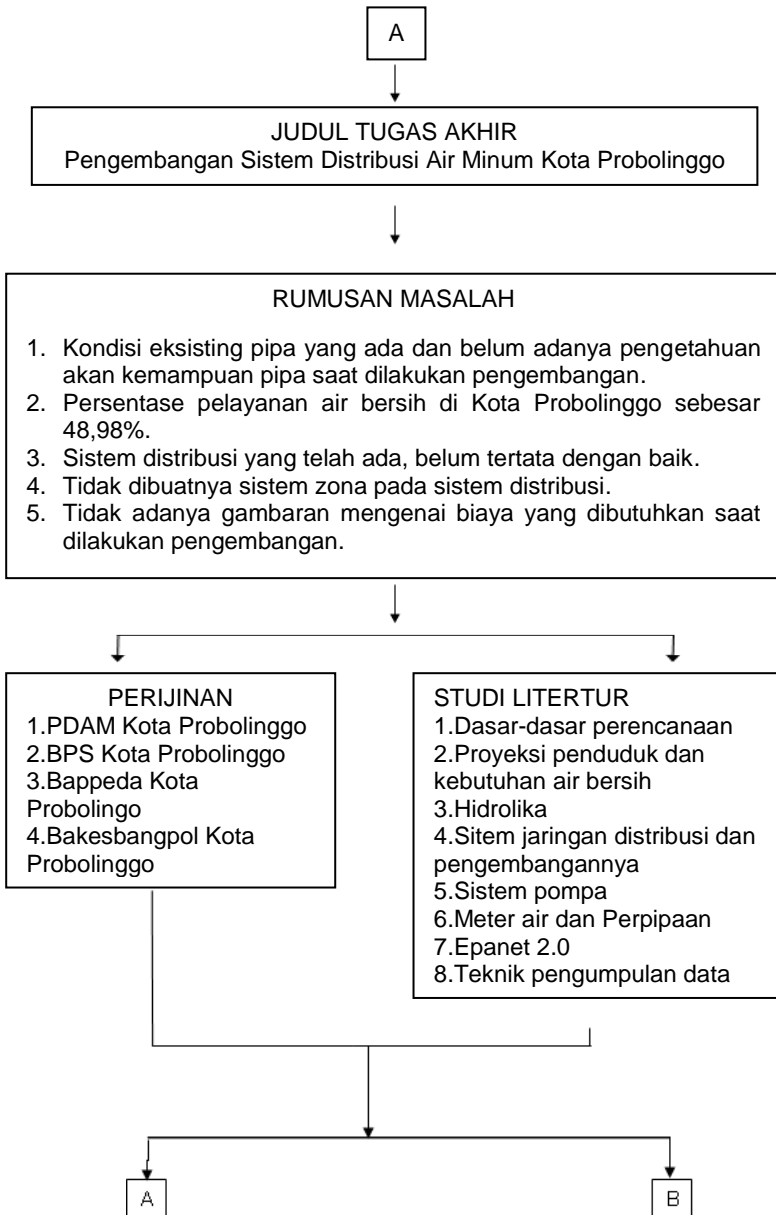 A
JUDUL TUGAS AKHIR
Pengembangan Sistem Distribusi Air Minum Kota Probolinggo
RUMUSAN MASALAH
1. Kondisi eksisting pipa yang ada dan belum adanya pengetahuan
akan kemampuan pipa saat dilakukan pengembangan.
2. Persentase pelayanan air bersih di Kota Probolinggo sebesar
48,98%.
3. Sistem distribusi yang telah ada, belum tertata dengan baik.
4. Tidak dibuatnya sistem zona pada sistem distribusi.
5. Tidak adanya gambaran mengenai biaya yang dibutuhkan saat
dilakukan pengembangan.
PERIJINAN
1.PDAM Kota Probolinggo
2.BPS Kota Probolinggo
3.Bappeda Kota
Probolingo
4.Bakesbangpol Kota
Probolinggo
STUDI LITERTUR
1.Dasar-dasar perencanaan
2.Proyeksi penduduk dan
kebutuhan air bersih
3.Hidrolika
4.Sitem jaringan distribusi dan
pengembangannya
5.Sistem pompa
6.Meter air dan Perpipaan
7.Epanet 2.0
8.Teknik pengumpulan data
A
B